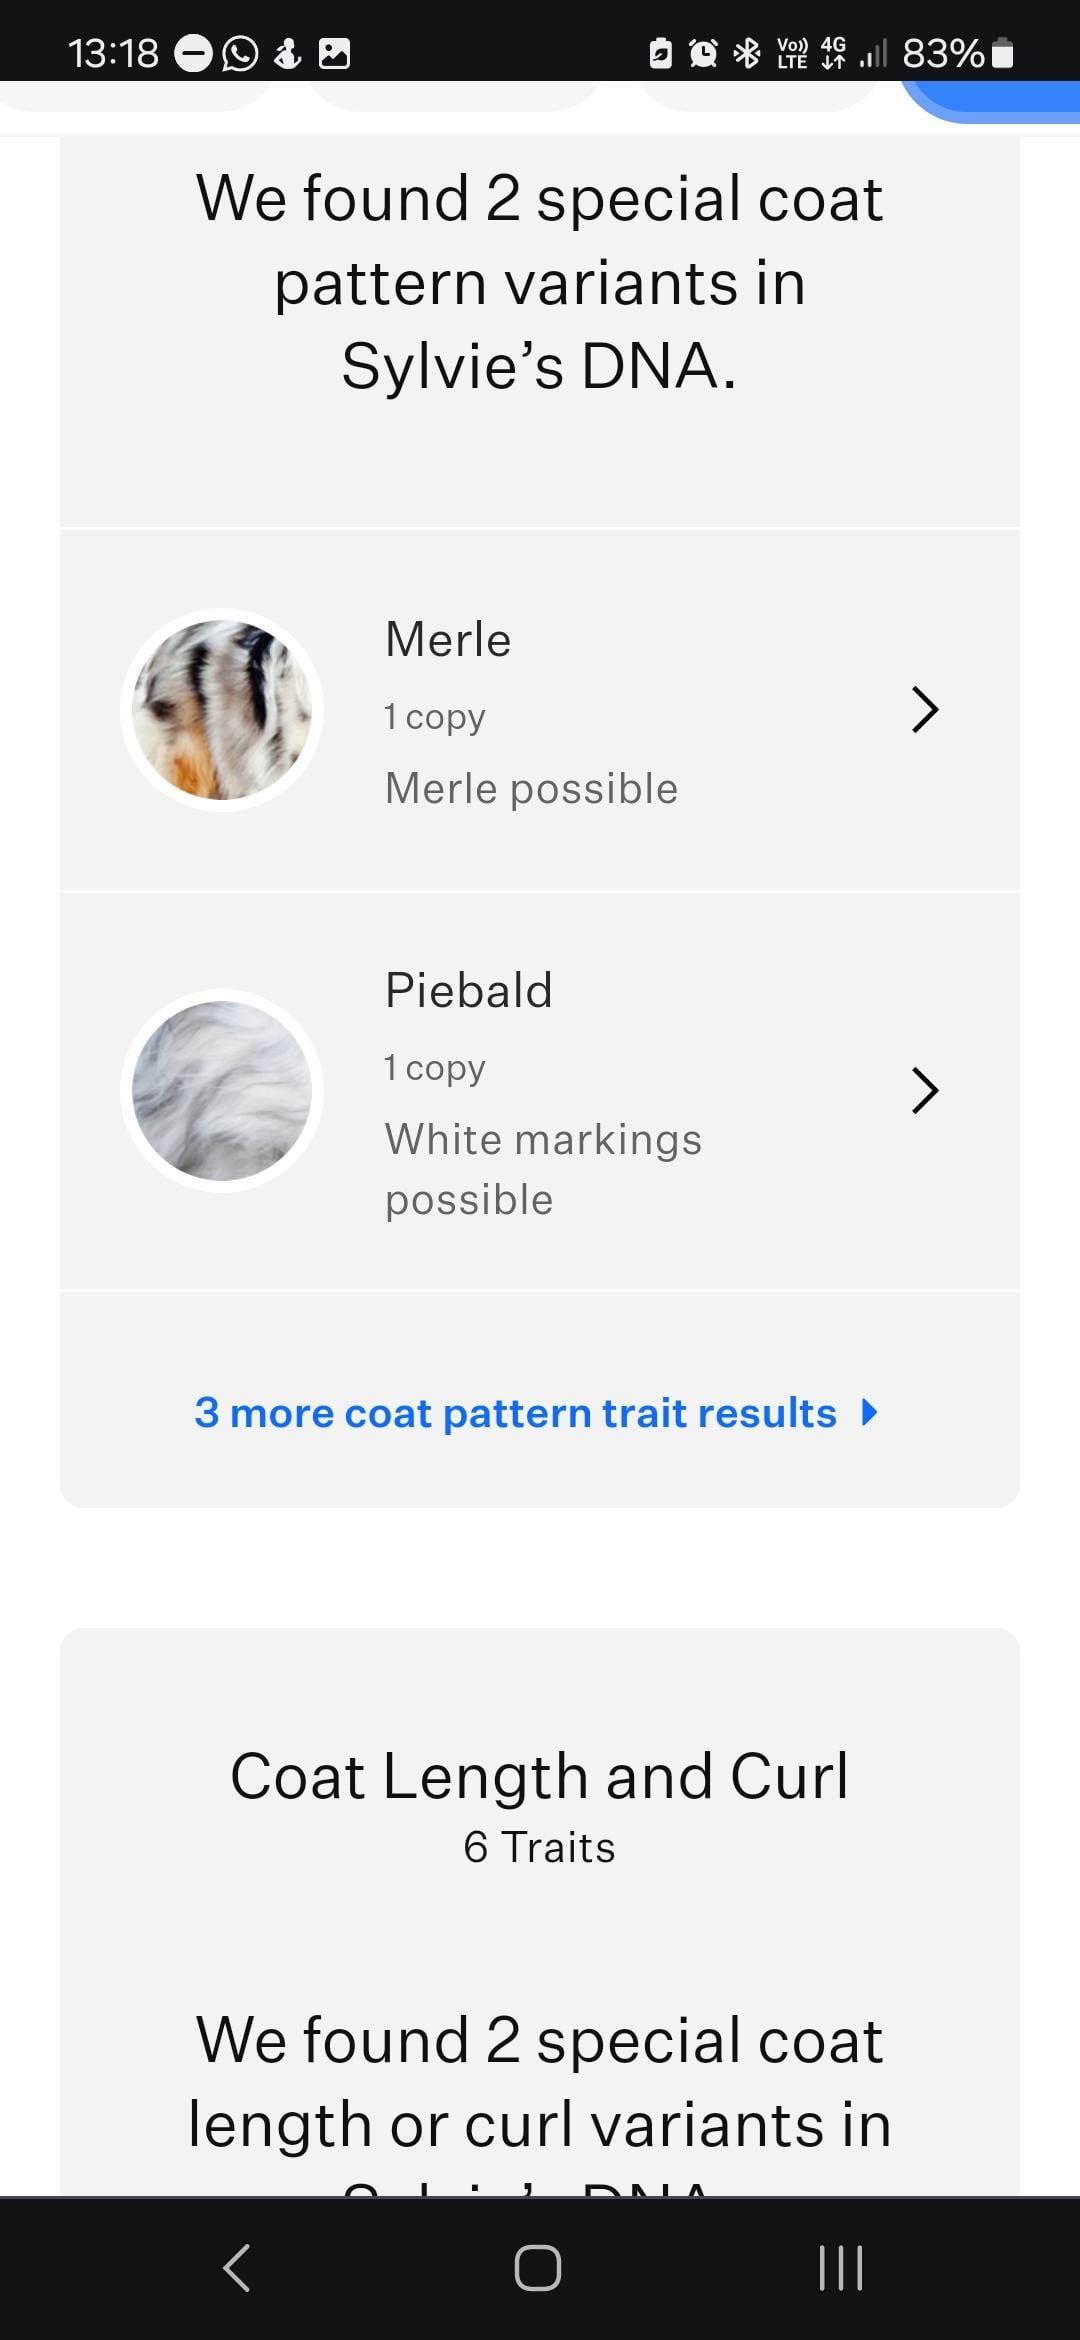 13:18
Vo)) LTE 4G 83%
We found 2 special coat
pattern variants in
Sylvie’s DNA.
Merle
1 copy
Merle possible
Piebald
1 copy
White markings
possible
3 more coat pattern trait results
Coat Length and Curl
6 Traits
We found 2 special coat
length or curl variants in
Sylvie’s DNA